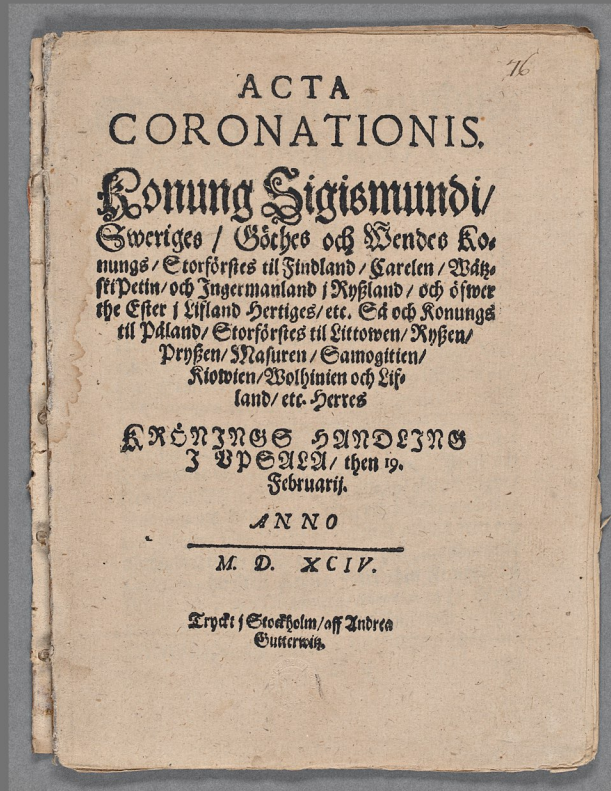 76
ACTA
CORONATIONIS.
Konung Sigismundi/
Sweriges / Göthes och Wendes Ko-
nungs/Storförstes til Findland/Carelen/Wätz-
ski Petin/och Ingermanland j Ryßland/och öfwer
the Ester j Lifland Hertiges/etc. Så och Konungs
til Påland/Storförstes til Littowen/Ryßen/
Pryßen/Masuren/Samogitien/
Kiowien/Wolhinien och Lif-
land/etc. Herres
KRÖNINGS HANDLING
I VPSALA/ then 19.
Februarij.
ANNO
M. D. XCIV.
Tryckt j Stockholm/aff Andrea
Gutterwitz.